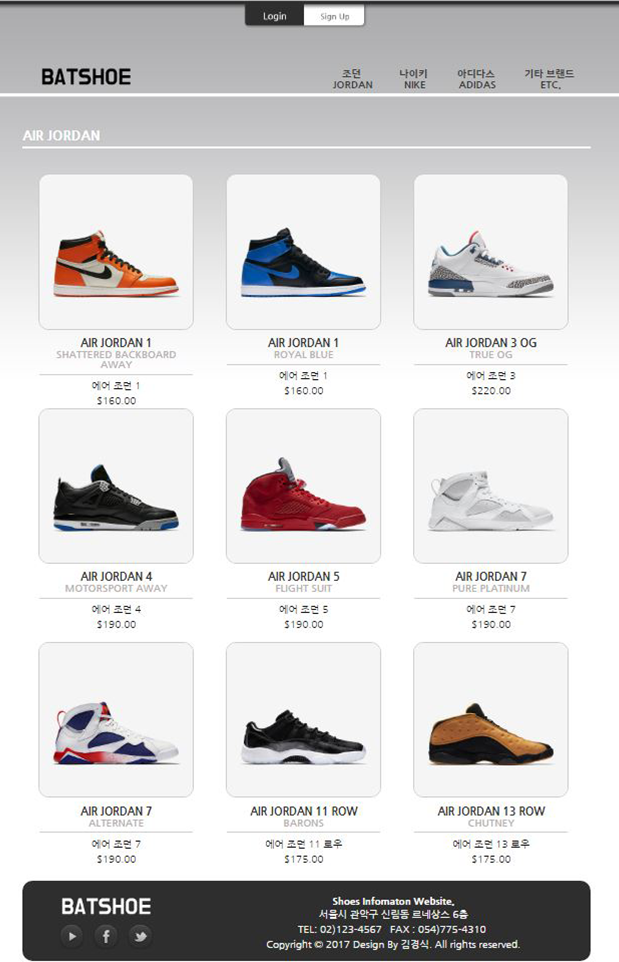 Login
Sign Up
BATSHOE
조던
나이키
아디다스
기타 브랜드
JORDAN
NIKE
ADIDAS
ETC.
AIR JORDAN
AIR JORDAN 1
SHATTERED BACKBOARD
AWAY
에어 조던 1
$160.00
AIR JORDAN 1
ROYAL BLUE
에어 조던 1
$160.00
AIR JORDAN 3 OG
TRUE OG
에어 조던 3
$220.00
AIR JORDAN 4
MOTORSPORT AWAY
에어 조던 4
$190.00
AIR JORDAN 5
FLIGHT SUIT
에어 조던 5
$190.00
AIR JORDAN 7
PURE PLATINUM
에어 조던 7
$190.00
AIR JORDAN 7
ALTERNATE
에어 조던 7
$190.00
AIR JORDAN 11 ROW
BARONS
에어 조던 11 로우
$175.00
AIR JORDAN 13 ROW
CHUTNEY
에어 조던 13 로우
$175.00
BATSHOE
Shoes Infomaton Website.
서울시 관악구 신림동 르네상스 6층
TEL: 02)123-4567 FAX : 054)775-4310
Copyright © 2017 Design By 김경식. All rights reserved.